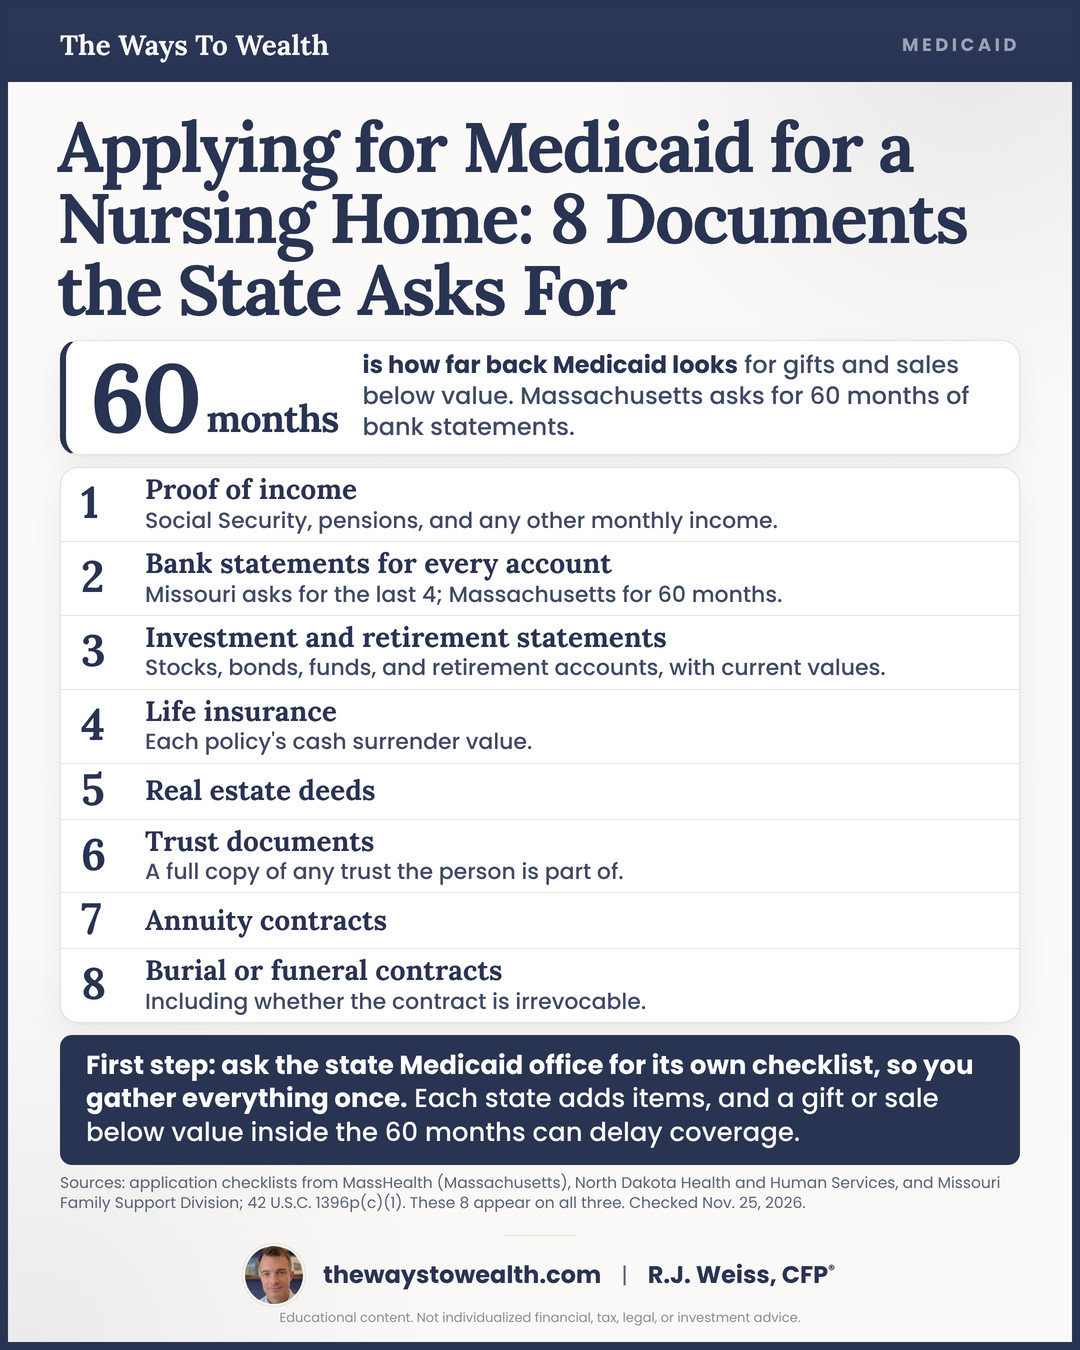 The Ways To Wealth
MEDICAID
Applying for Medicaid for a
Nursing Home: 8 Documents
the State Asks For
60 months
is how far back Medicaid looks for gifts and sales
below value. Massachusetts asks for 60 months of
bank statements.
1
Proof of income
Social Security, pensions, and any other monthly income.
2
Bank statements for every account
Missouri asks for the last 4; Massachusetts for 60 months.
3
Investment and retirement statements
Stocks, bonds, funds, and retirement accounts, with current values.
4
Life insurance
Each policy's cash surrender value.
5
Real estate deeds
6
Trust documents
A full copy of any trust the person is part of.
7
Annuity contracts
8
Burial or funeral contracts
Including whether the contract is irrevocable.
First step: ask the state Medicaid office for its own checklist, so you
gather everything once. Each state adds items, and a gift or sale
below value inside the 60 months can delay coverage.
Sources: application checklists from MassHealth (Massachusetts), North Dakota Health and Human Services, and Missouri
Family Support Division; 42 U.S.C. 1396p(c)(1). These 8 appear on all three. Checked Nov. 25, 2026.
thewaystowealth.com | R.J. Weiss, CFP®
Educational content. Not individualized financial, tax, legal, or investment advice.